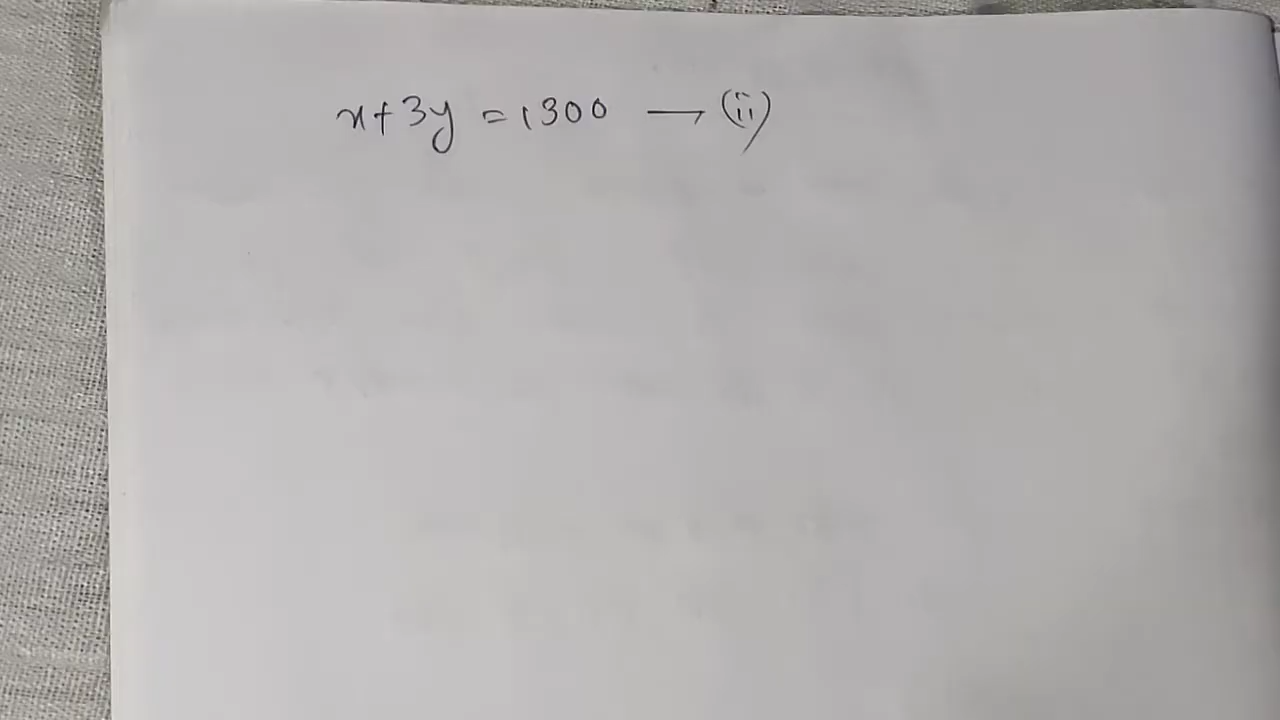 x+3y = 1300 → (ii)